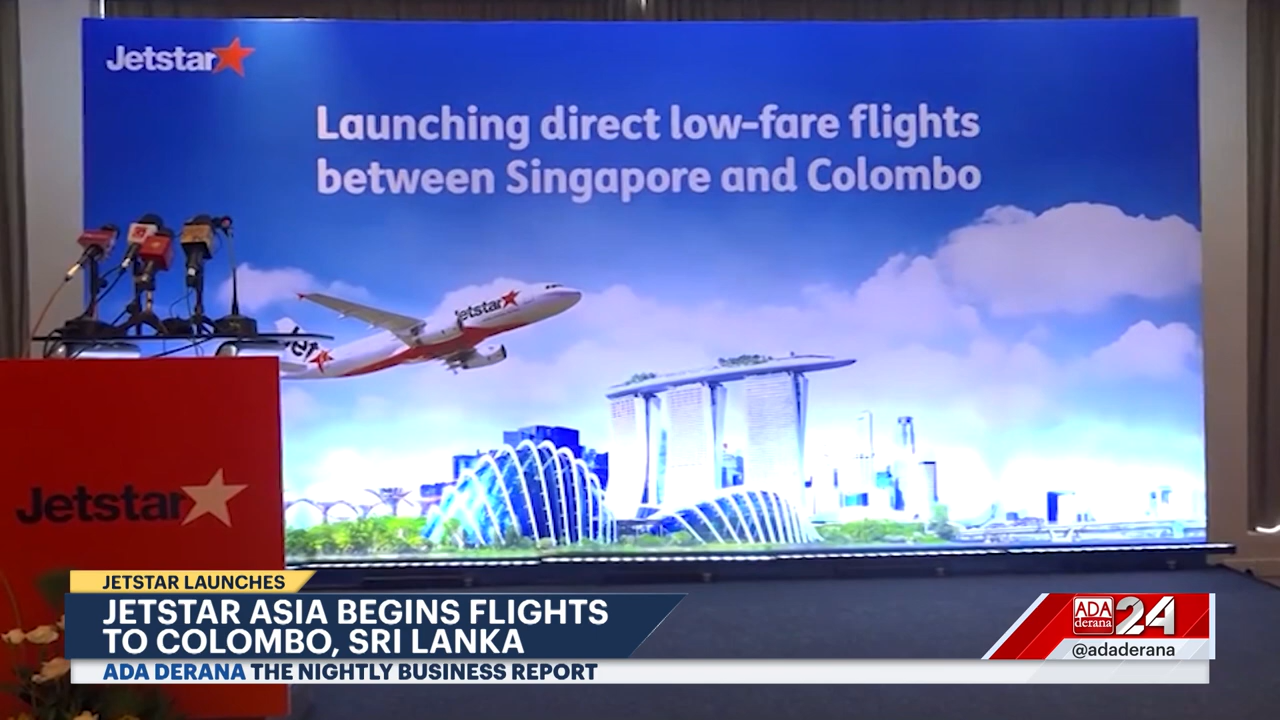 Jetstar
Launching direct low-fare flights
between Singapore and Colombo
Jetstar
Jet
Jetstar
JETSTAR LAUNCHES
JETSTAR ASIA BEGINS FLIGHTS
TO COLOMBO, SRI LANKA
ADA DERANA THE NIGHTLY BUSINESS REPORT
ADA
derana 24
@adaderana